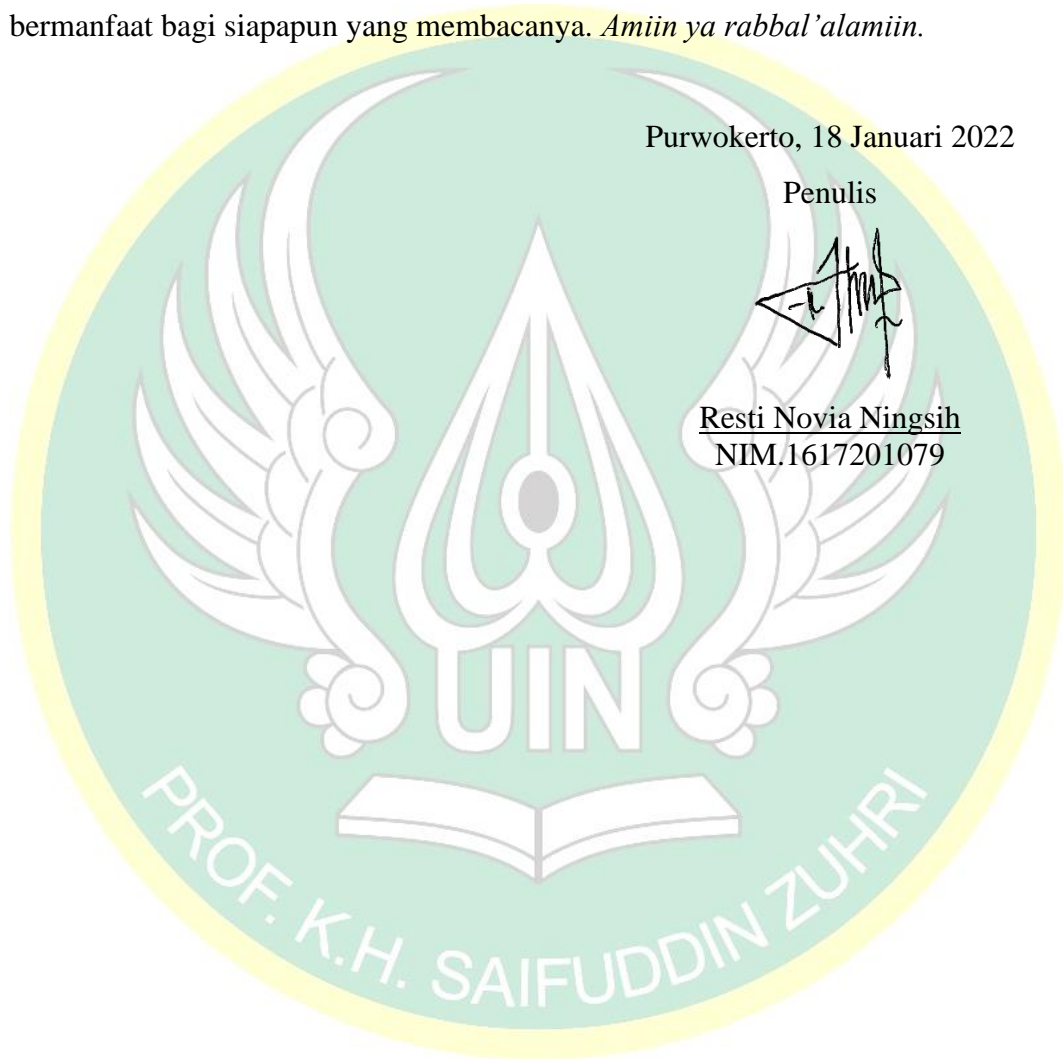 bermanfaat bagi siapapun yang membacanya. Amiin ya rabbal’alamiin.
Purwokerto, 18 Januari 2022
Penulis
Resti Novia Ningsih
NIM.1617201079
UIN
PROF. K.H. SAIFUDDIN ZUHRI